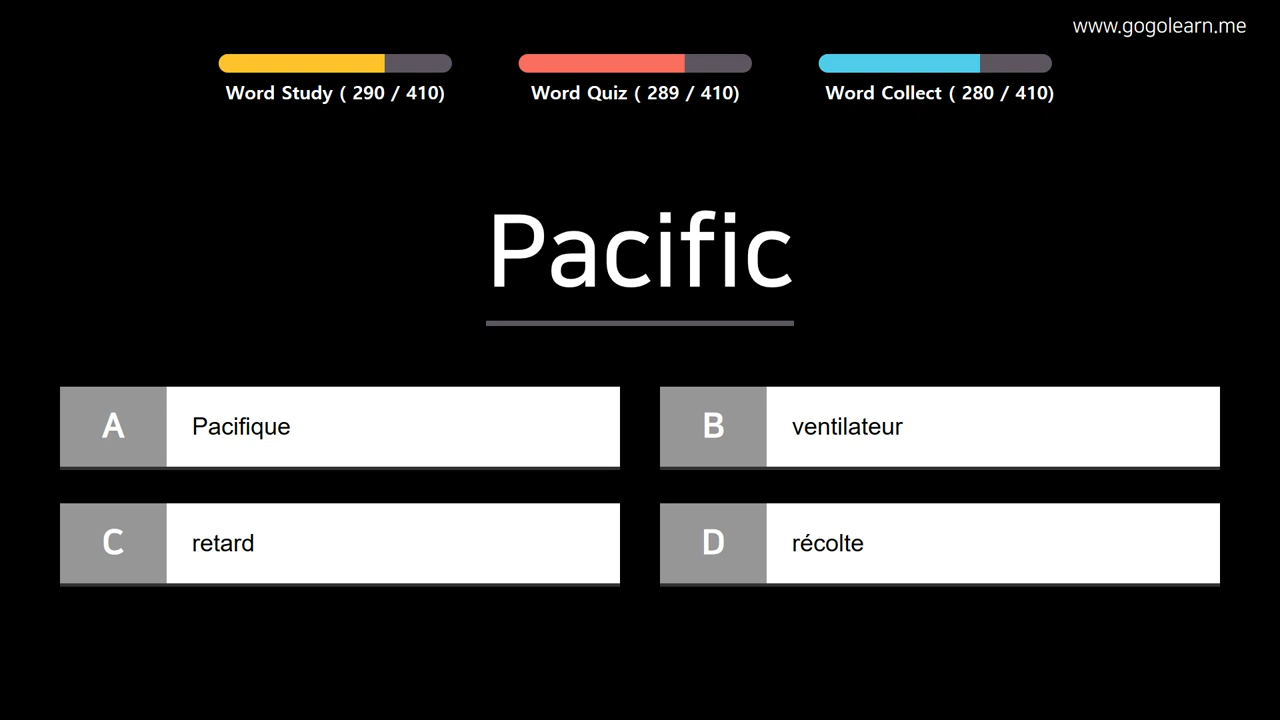 www.gogolearn.me
Word Study ( 290 / 410)
Word Quiz ( 289 / 410)
Word Collect ( 280 / 410)
Pacific
A
Pacifique
B
ventilateur
C
retard
D
récolte